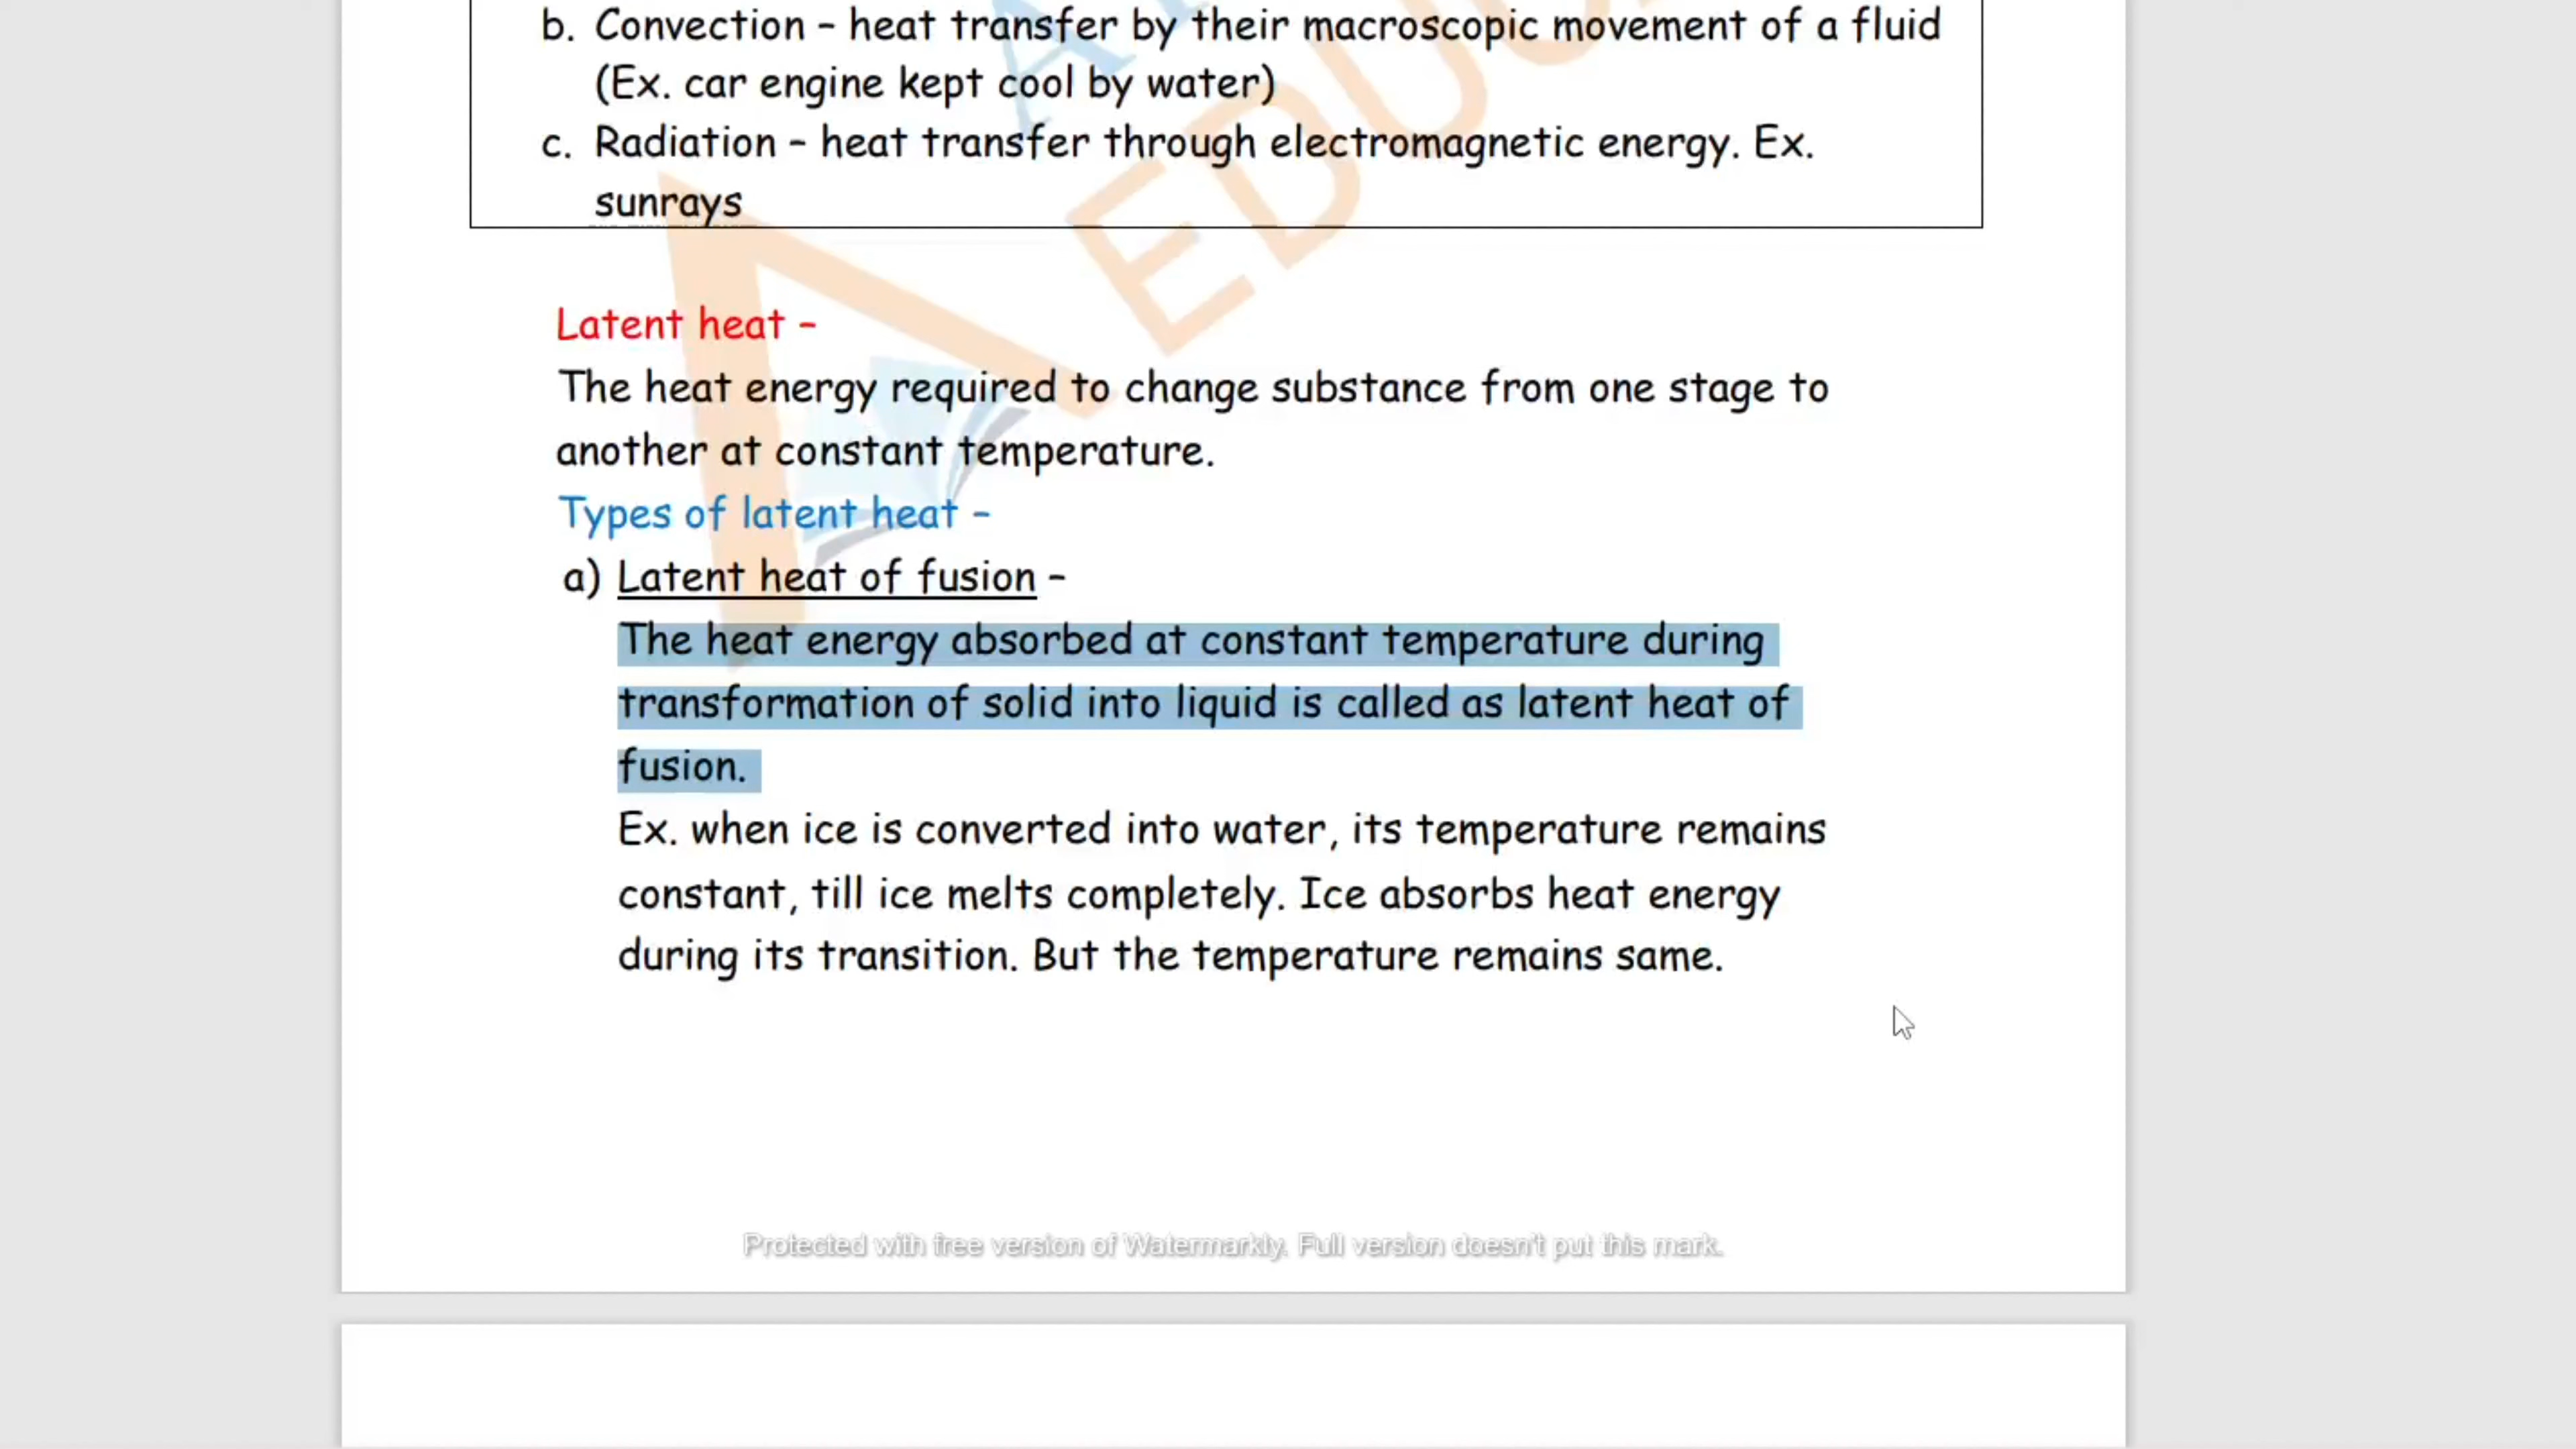 b. Convection – heat transfer by their macroscopic movement of a fluid
(Ex. car engine kept cool by water)
c. Radiation – heat transfer through electromagnetic energy. Ex.
sunrays
Latent heat –
The heat energy required to change substance from one stage to
another at constant temperature.
Types of latent heat –
a) Latent heat of fusion –
The heat energy absorbed at constant temperature during
transformation of solid into liquid is called as latent heat of
fusion.
Ex. when ice is converted into water, its temperature remains
constant, till ice melts completely. Ice absorbs heat energy
during its transition. But the temperature remains same.
Protected with free version of Watermarkly. Full version doesn't put this mark.